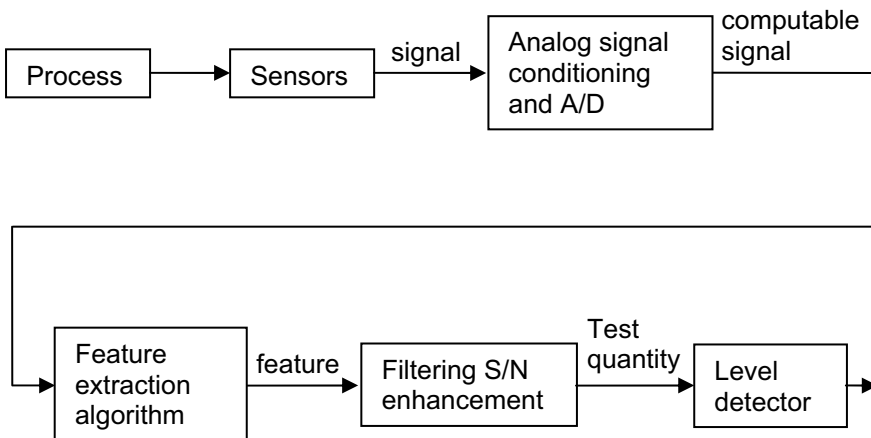 Process
Sensors
signal
Analog signal
conditioning
and A/D
computable
signal
Feature
extraction
algorithm
feature
Filtering S/N
enhancement
Test
quantity
Level
detector